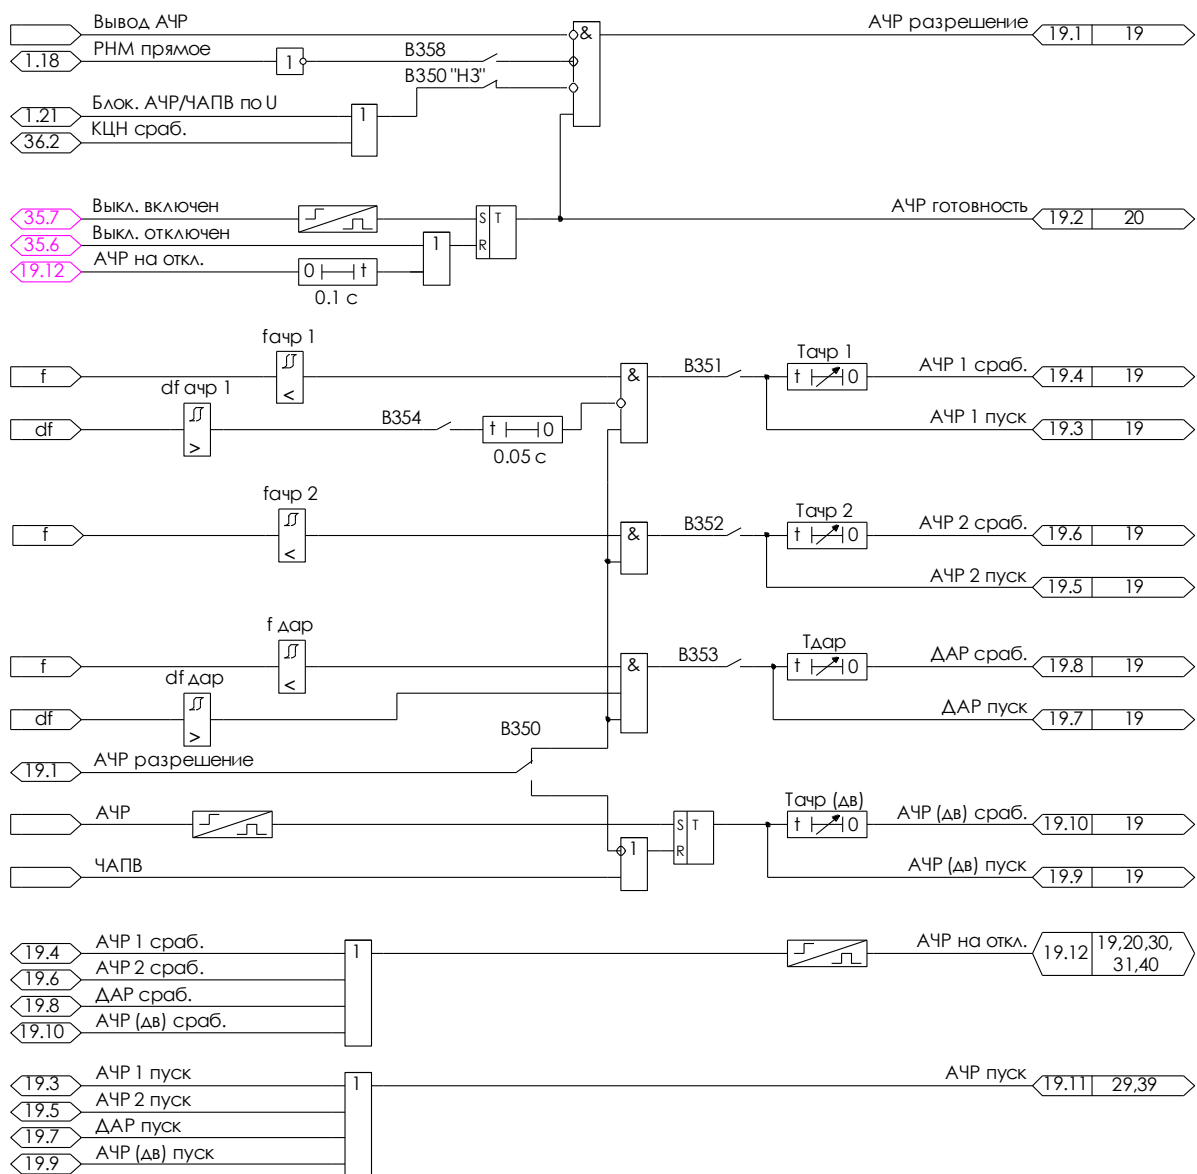 Вывод АЧР
АЧР разрешение
19.1
19
&
1.18
РНМ прямое
1
В358
В350 "НЗ"
1.21
Блок. АЧР/ЧАПВ по U
36.2
КЦН сраб.
1
35.7
Выкл. включен
S T
АЧР готовность
19.2
20
35.6
Выкл. отключен
1
R
19.12
АЧР на откл.
0 t
0.1 с
fачр 1
f
<
&
В351
Тачр 1
t 0
АЧР 1 сраб.
19.4
19
df ачр 1
df
>
В354
t 0
0.05 с
АЧР 1 пуск
19.3
19
fачр 2
f
<
&
В352
Тачр 2
t 0
АЧР 2 сраб.
19.6
19
АЧР 2 пуск
19.5
19
f дар
f
<
&
В353
Тдар
t 0
ДАР сраб.
19.8
19
df дар
df
>
ДАР пуск
19.7
19
В350
19.1
АЧР разрешение
АЧР
S T
R
Тачр (дв)
t 0
АЧР (дв) сраб.
19.10
19
ЧАПВ
1
АЧР (дв) пуск
19.9
19
19.4
АЧР 1 сраб.
1
АЧР на откл.
19.12
19,20,30,
31,40
19.6
АЧР 2 сраб.
19.8
ДАР сраб.
19.10
АЧР (дв) сраб.
19.3
АЧР 1 пуск
1
АЧР пуск
19.11
29,39
19.5
АЧР 2 пуск
19.7
ДАР пуск
19.9
АЧР (дв) пуск